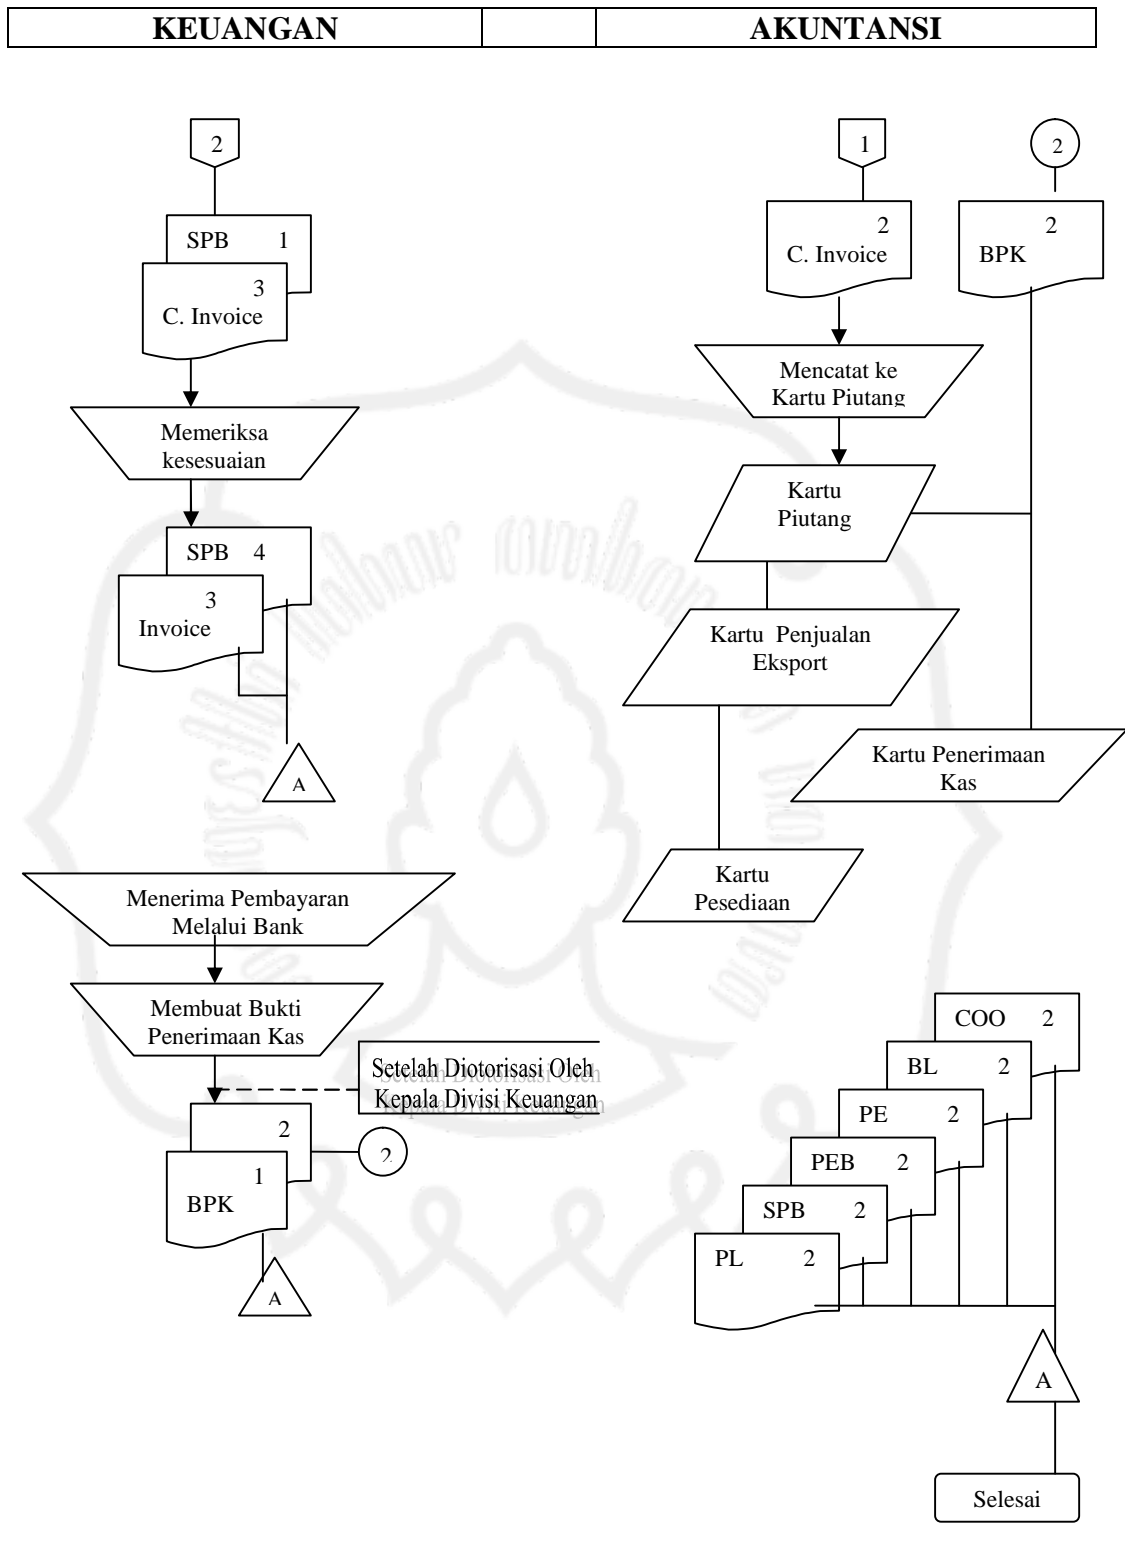 KEUANGAN
AKUNTANSI
2
SPB 1
3
C. Invoice
Memeriksa
kesesuaian
SPB 4
3
Invoice
A
Menerima Pembayaran
Melalui Bank
Membuat Bukti
Penerimaan Kas
Setelah Diotorisasi Oleh
Kepala Divisi Keuangan
2
2
1
BPK
A
1
2
2
C. Invoice
2
BPK
Mencatat ke
Kartu Piutang
Kartu
Piutang
Kartu Penjualan
Eksport
Kartu Penerimaan
Kas
Kartu
Pesediaan
COO 2
BL 2
PE 2
PEB 2
SPB 2
PL 2
A
Selesai